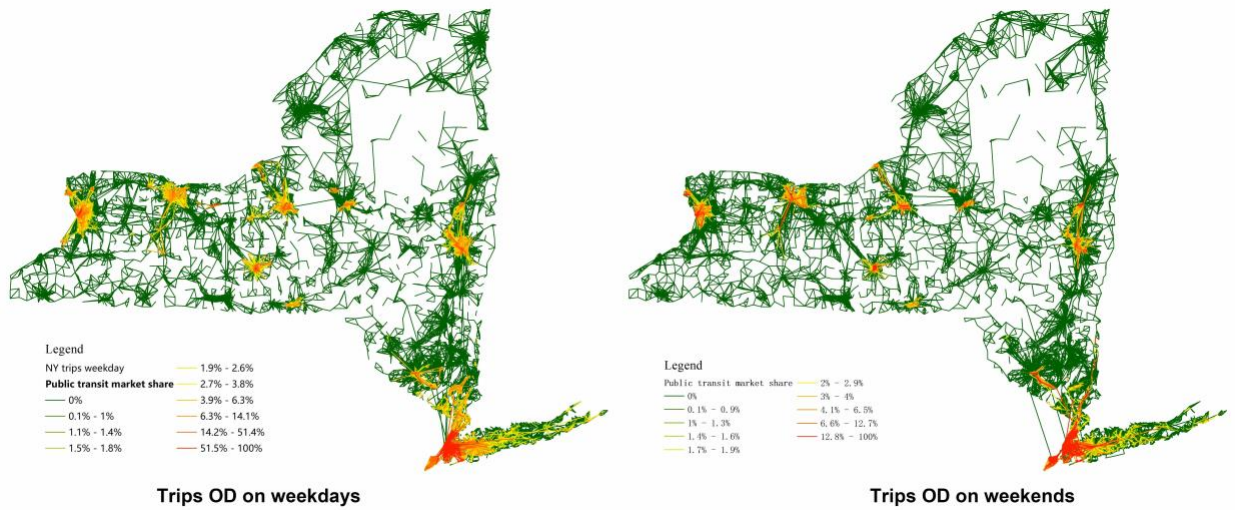 Legend
NY trips weekday
Public transit market share
0%
0.1% - 1%
1.1% - 1.4%
1.5% - 1.8%
1.9% - 2.6%
2.7% - 3.8%
3.9% - 6.3%
6.3% - 14.1%
14.2% - 51.4%
51.5% - 100%
Trips OD on weekdays
Legend
Public transit market share
0%
0.1% - 0.9%
1% - 1.3%
1.4% - 1.6%
1.7% - 1.9%
2% - 2.9%
3% - 4%
4.1% - 6.5%
6.6% - 12.7%
12.8% - 100%
Trips OD on weekends